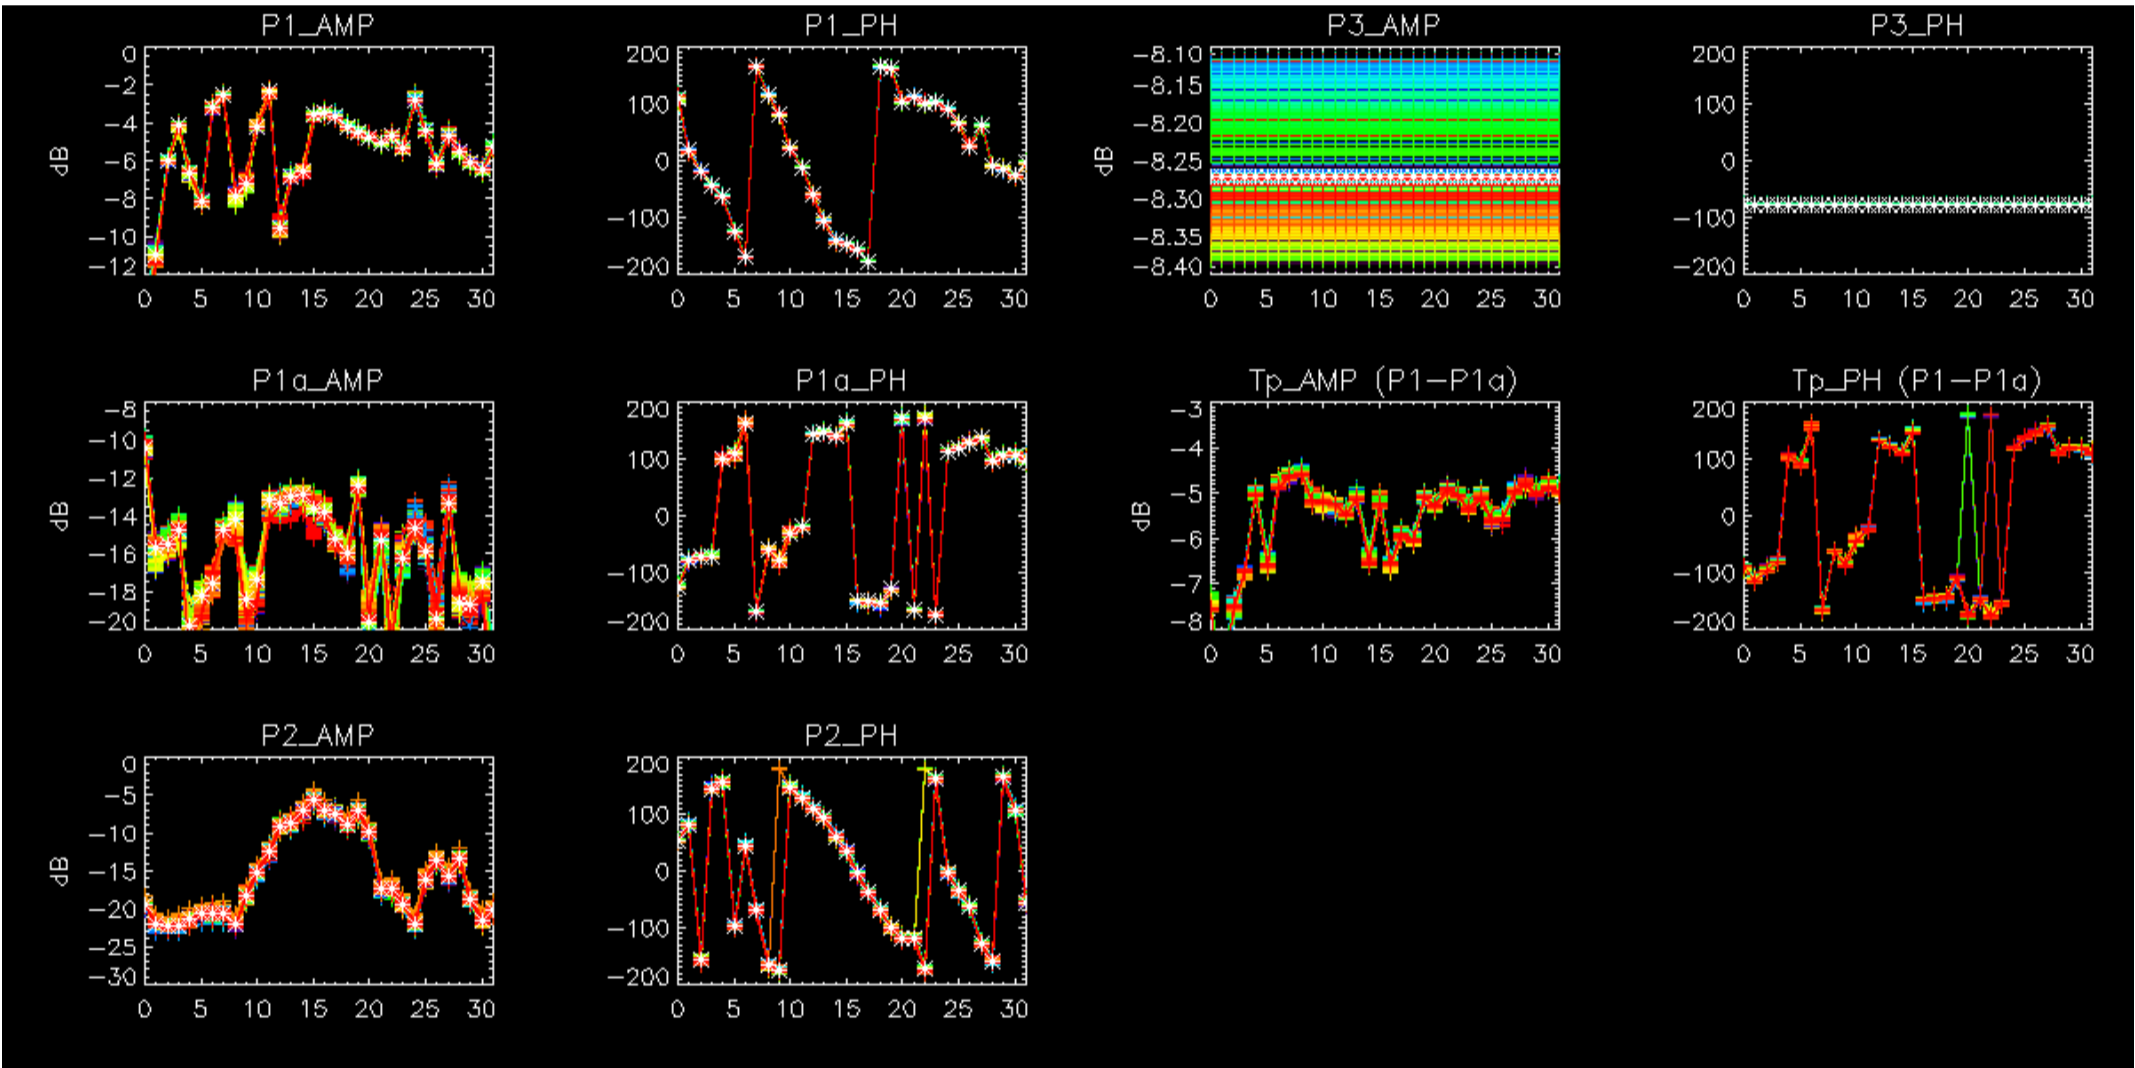 P1_AMP
dB
0
−2
−4
−6
−8
−10
−12
0 5 10 15 20 25 30
P1_PH
200
100
0
−100
−200
0 5 10 15 20 25 30
P3_AMP
dB
−8.10
−8.15
−8.20
−8.25
−8.30
−8.35
−8.40
0 5 10 15 20 25 30
P3_PH
200
100
0
−100
−200
0 5 10 15 20 25 30
P1a_AMP
dB
−8
−10
−12
−14
−16
−18
−20
0 5 10 15 20 25 30
P1a_PH
200
100
0
−100
−200
0 5 10 15 20 25 30
Tp_AMP (P1−P1a)
dB
−3
−4
−5
−6
−7
−8
0 5 10 15 20 25 30
Tp_PH (P1−P1a)
200
100
0
−100
−200
0 5 10 15 20 25 30
P2_AMP
dB
0
−5
−10
−15
−20
−25
−30
0 5 10 15 20 25 30
P2_PH
200
100
0
−100
−200
0 5 10 15 20 25 30